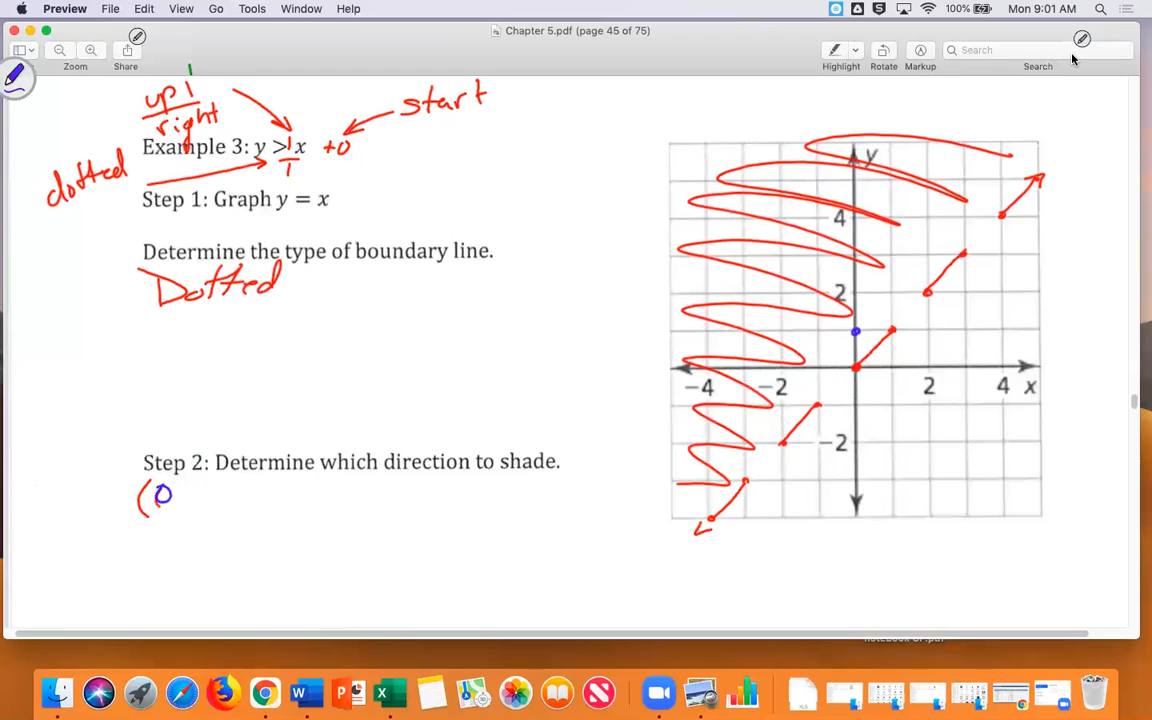 Preview File Edit View Go Tools Window Help 100% Mon 9:01 AM
Chapter 5.pdf (page 45 of 75)
Search
Zoom Share Highlight Rotate Markup Search
up 1
right
start
Example 3: y > 1/1 x +0
dotted
Step 1: Graph y = x
Determine the type of boundary line.
Dotted
Step 2: Determine which direction to shade.
(0
y
4
2
-4 -2 2 4 x
-2